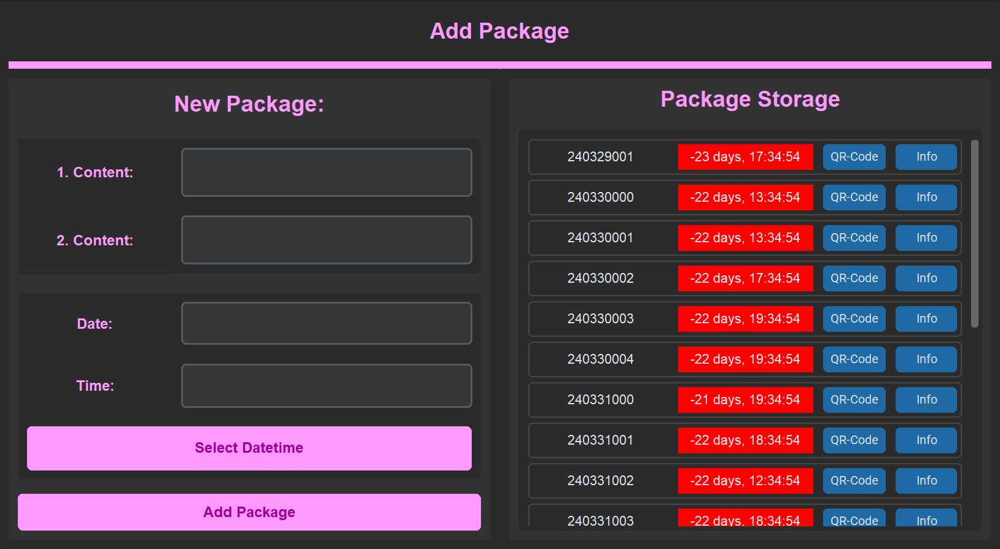 Add Package
New Package:
1. Content:
2. Content:
Date:
Time:
Select Datetime
Add Package
Package Storage
240329001 -23 days, 17:34:54 QR-Code Info
240330000 -22 days, 13:34:54 QR-Code Info
240330001 -22 days, 13:34:54 QR-Code Info
240330002 -22 days, 17:34:54 QR-Code Info
240330003 -22 days, 19:34:54 QR-Code Info
240330004 -22 days, 19:34:54 QR-Code Info
240331000 -21 days, 19:34:54 QR-Code Info
240331001 -22 days, 18:34:54 QR-Code Info
240331002 -22 days, 12:34:54 QR-Code Info
240331003 -22 days, 18:34:54 QR-Code Info